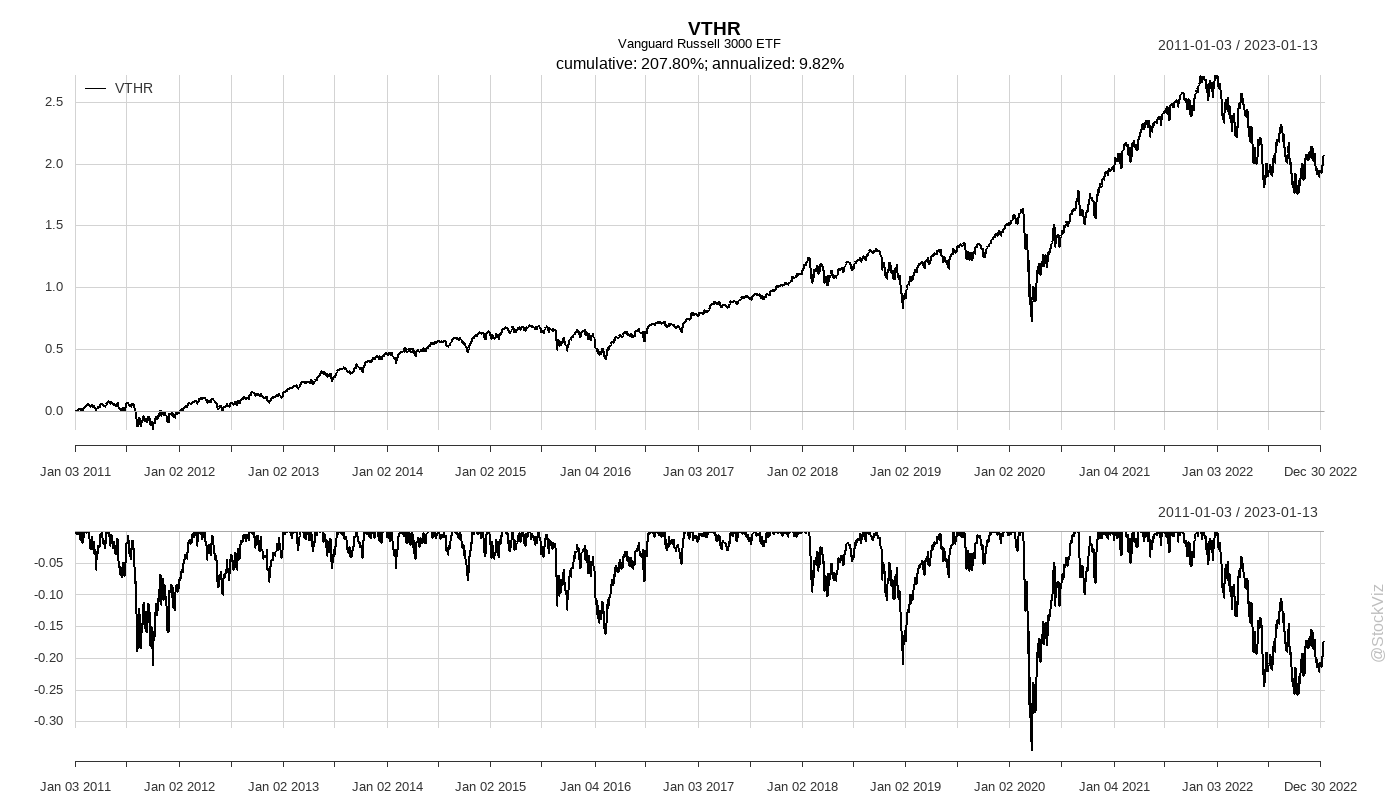 VTHR
Vanguard Russell 3000 ETF
2011-01-03 / 2023-01-13
cumulative: 207.80%; annualized: 9.82%
VTHR
2.5
2.0
1.5
1.0
0.5
0.0
Jan 03 2011 Jan 02 2012 Jan 02 2013 Jan 02 2014 Jan 02 2015 Jan 04 2016 Jan 03 2017 Jan 02 2018 Jan 02 2019 Jan 02 2020 Jan 04 2021 Jan 03 2022 Dec 30 2022
2011-01-03 / 2023-01-13
-0.05
-0.10
-0.15
-0.20
-0.25
-0.30
Jan 03 2011 Jan 02 2012 Jan 02 2013 Jan 02 2014 Jan 02 2015 Jan 04 2016 Jan 03 2017 Jan 02 2018 Jan 02 2019 Jan 02 2020 Jan 04 2021 Jan 03 2022 Dec 30 2022
@StockViz